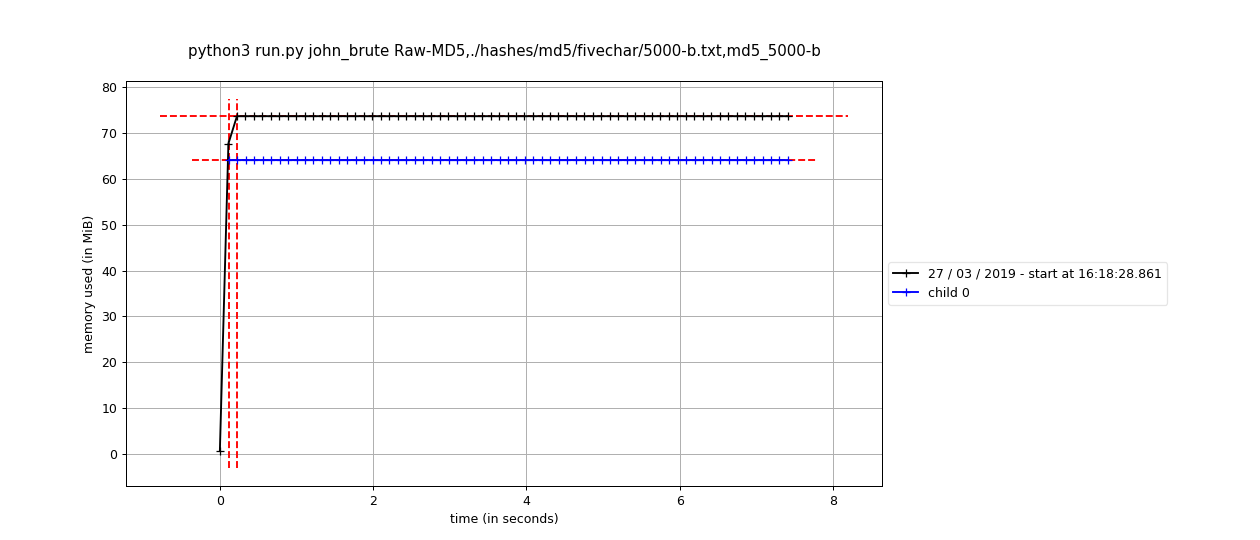 python3 run.py john_brute Raw-MD5,./hashes/md5/fivechar/5000-b.txt,md5_5000-b
80
70
60
50
40
30
20
10
0
memory used (in MiB)
0 2 4 6 8
time (in seconds)
27 / 03 / 2019 - start at 16:18:28.861
child 0